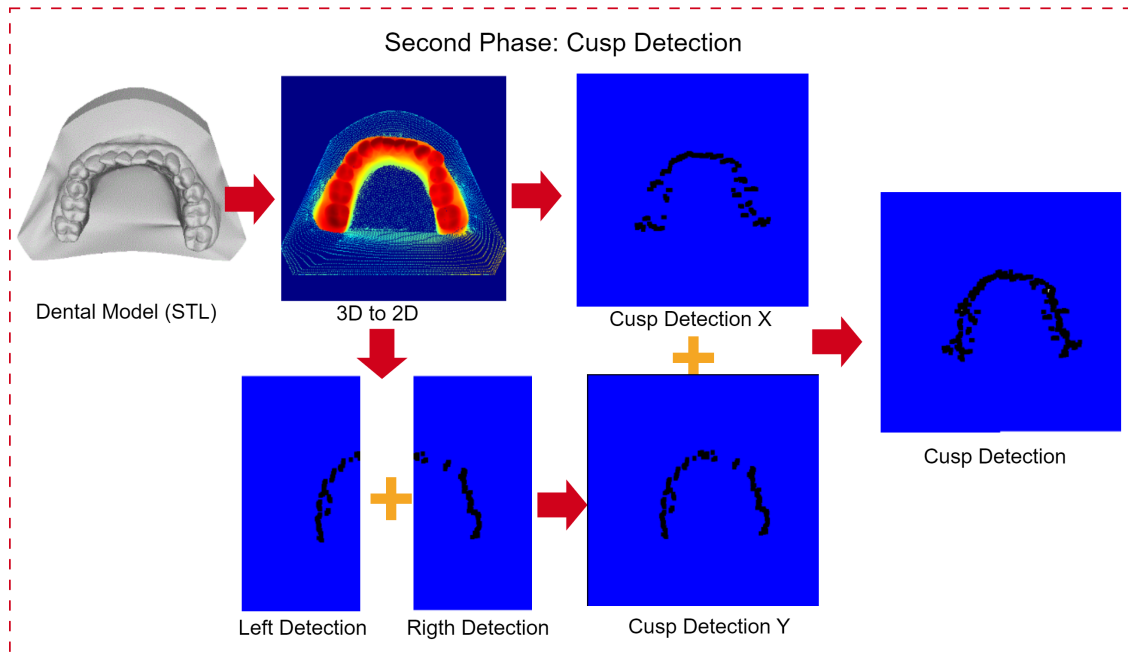 Second Phase: Cusp Detection
Dental Model (STL)
3D to 2D
Cusp Detection X
Cusp Detection
Left Detection
Rigth Detection
Cusp Detection Y